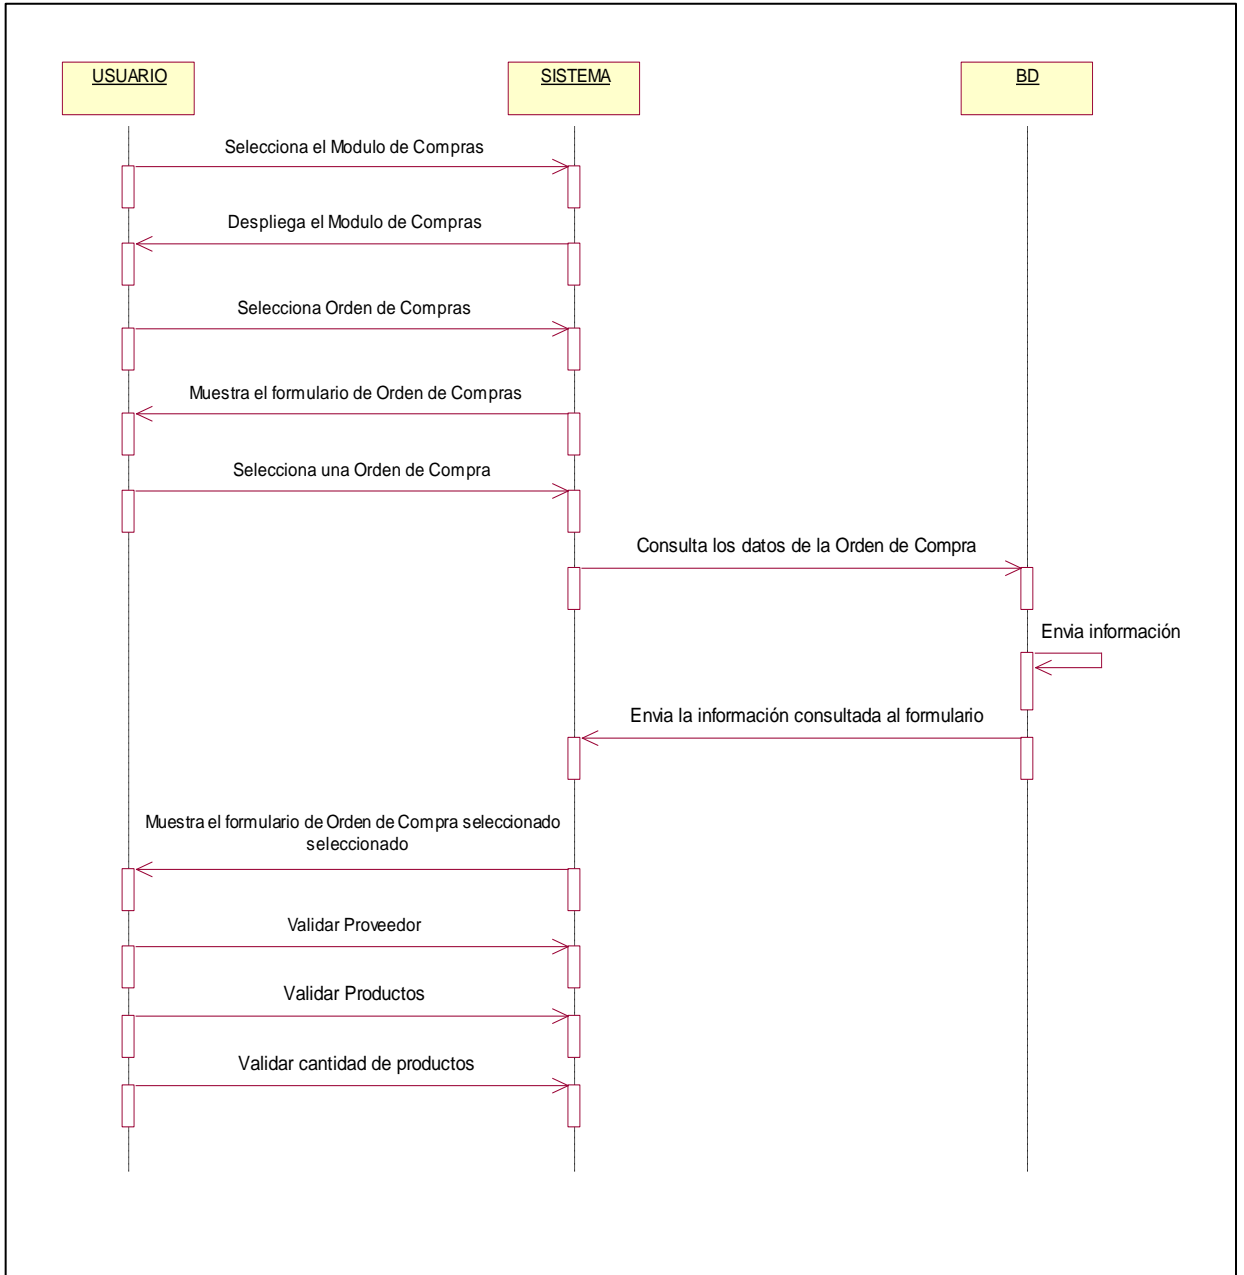 USUARIO
SISTEMA
BD
Selecciona el Modulo de Compras
Despliega el Modulo de Compras
Selecciona Orden de Compras
Muestra el formulario de Orden de Compras
Selecciona una Orden de Compra
Consulta los datos de la Orden de Compra
Envia información
Envia la información consultada al formulario
Muestra el formulario de Orden de Compra seleccionado
seleccionado
Validar Proveedor
Validar Productos
Validar cantidad de productos